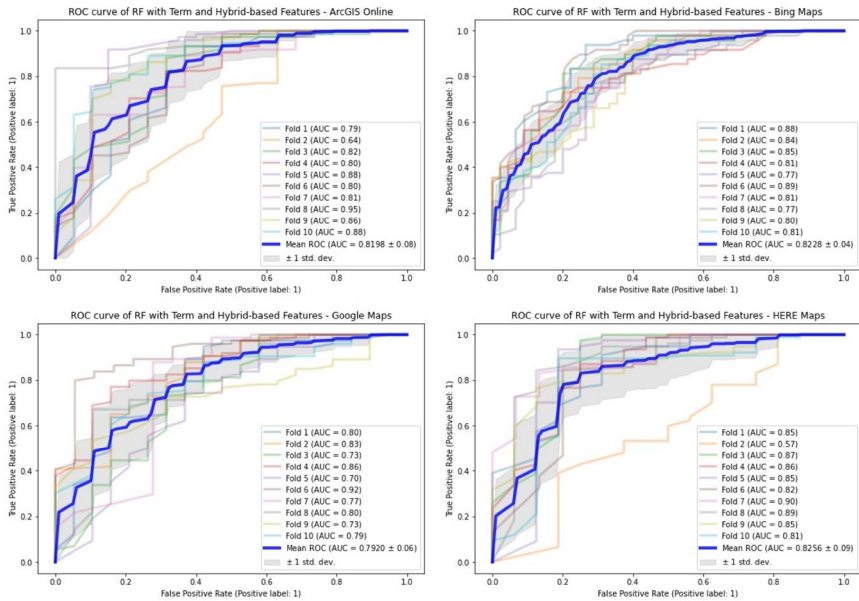 ROC curve of RF with Term and Hybrid-based Features - ArcGIS Online
True Positive Rate (Positive label: 1)
1.0
0.8
0.6
0.4
0.2
0.0
Fold 1 (AUC = 0.79)
Fold 2 (AUC = 0.64)
Fold 3 (AUC = 0.82)
Fold 4 (AUC = 0.80)
Fold 5 (AUC = 0.88)
Fold 6 (AUC = 0.80)
Fold 7 (AUC = 0.81)
Fold 8 (AUC = 0.95)
Fold 9 (AUC = 0.86)
Fold 10 (AUC = 0.88)
Mean ROC (AUC = 0.8198 ± 0.08)
± 1 std. dev.
0.0 0.2 0.4 0.6 0.8 1.0
False Positive Rate (Positive label: 1)
ROC curve of RF with Term and Hybrid-based Features - Bing Maps
True Positive Rate (Positive label: 1)
1.0
0.8
0.6
0.4
0.2
0.0
Fold 1 (AUC = 0.88)
Fold 2 (AUC = 0.84)
Fold 3 (AUC = 0.85)
Fold 4 (AUC = 0.81)
Fold 5 (AUC = 0.77)
Fold 6 (AUC = 0.89)
Fold 7 (AUC = 0.81)
Fold 8 (AUC = 0.77)
Fold 9 (AUC = 0.80)
Fold 10 (AUC = 0.81)
Mean ROC (AUC = 0.8228 ± 0.04)
± 1 std. dev.
0.0 0.2 0.4 0.6 0.8 1.0
False Positive Rate (Positive label: 1)
ROC curve of RF with Term and Hybrid-based Features - Google Maps
True Positive Rate (Positive label: 1)
1.0
0.8
0.6
0.4
0.2
0.0
Fold 1 (AUC = 0.80)
Fold 2 (AUC = 0.83)
Fold 3 (AUC = 0.73)
Fold 4 (AUC = 0.86)
Fold 5 (AUC = 0.70)
Fold 6 (AUC = 0.92)
Fold 7 (AUC = 0.77)
Fold 8 (AUC = 0.80)
Fold 9 (AUC = 0.73)
Fold 10 (AUC = 0.79)
Mean ROC (AUC = 0.7920 ± 0.06)
± 1 std. dev.
0.0 0.2 0.4 0.6 0.8 1.0
False Positive Rate (Positive label: 1)
ROC curve of RF with Term and Hybrid-based Features - HERE Maps
True Positive Rate (Positive label: 1)
1.0
0.8
0.6
0.4
0.2
0.0
Fold 1 (AUC = 0.85)
Fold 2 (AUC = 0.57)
Fold 3 (AUC = 0.87)
Fold 4 (AUC = 0.86)
Fold 5 (AUC = 0.85)
Fold 6 (AUC = 0.82)
Fold 7 (AUC = 0.90)
Fold 8 (AUC = 0.89)
Fold 9 (AUC = 0.85)
Fold 10 (AUC = 0.81)
Mean ROC (AUC = 0.8256 ± 0.09)
± 1 std. dev.
0.0 0.2 0.4 0.6 0.8 1.0
False Positive Rate (Positive label: 1)